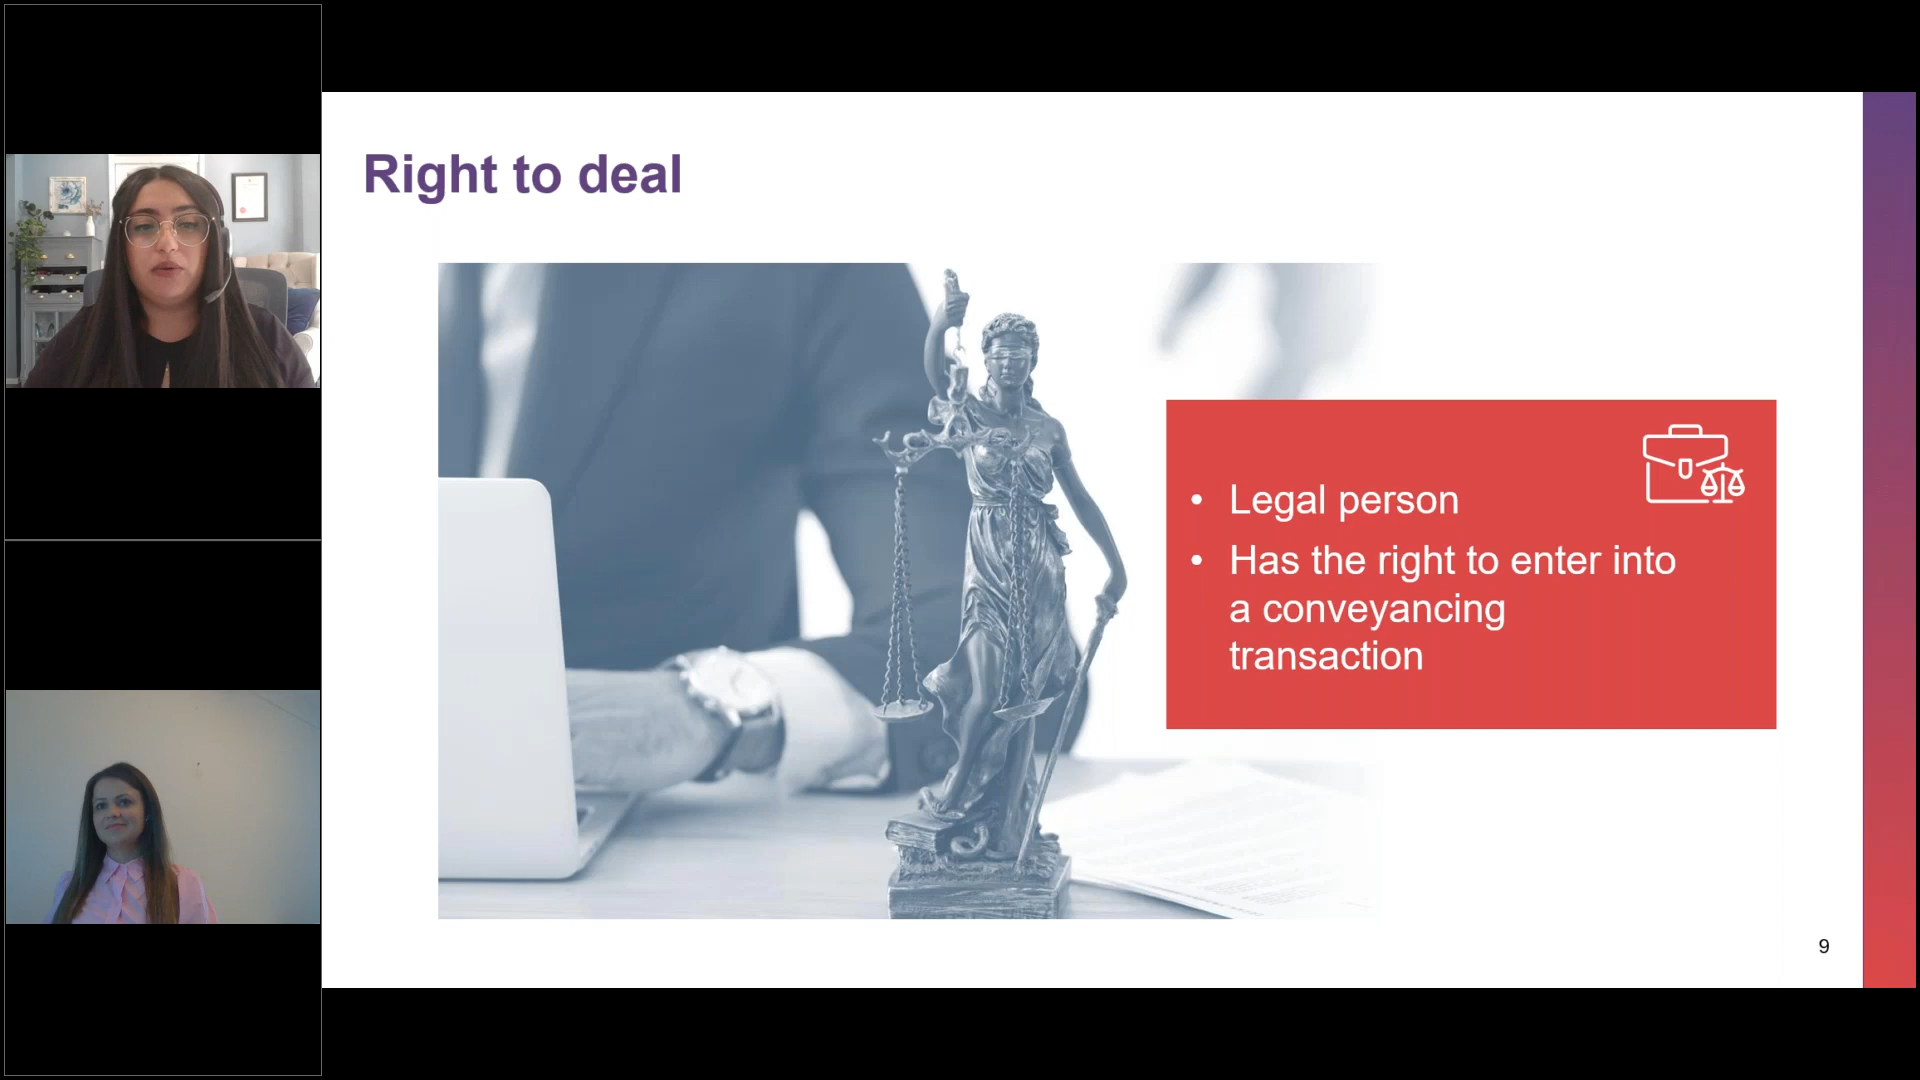 Right to deal
• Legal person
• Has the right to enter into
a conveyancing
transaction
9